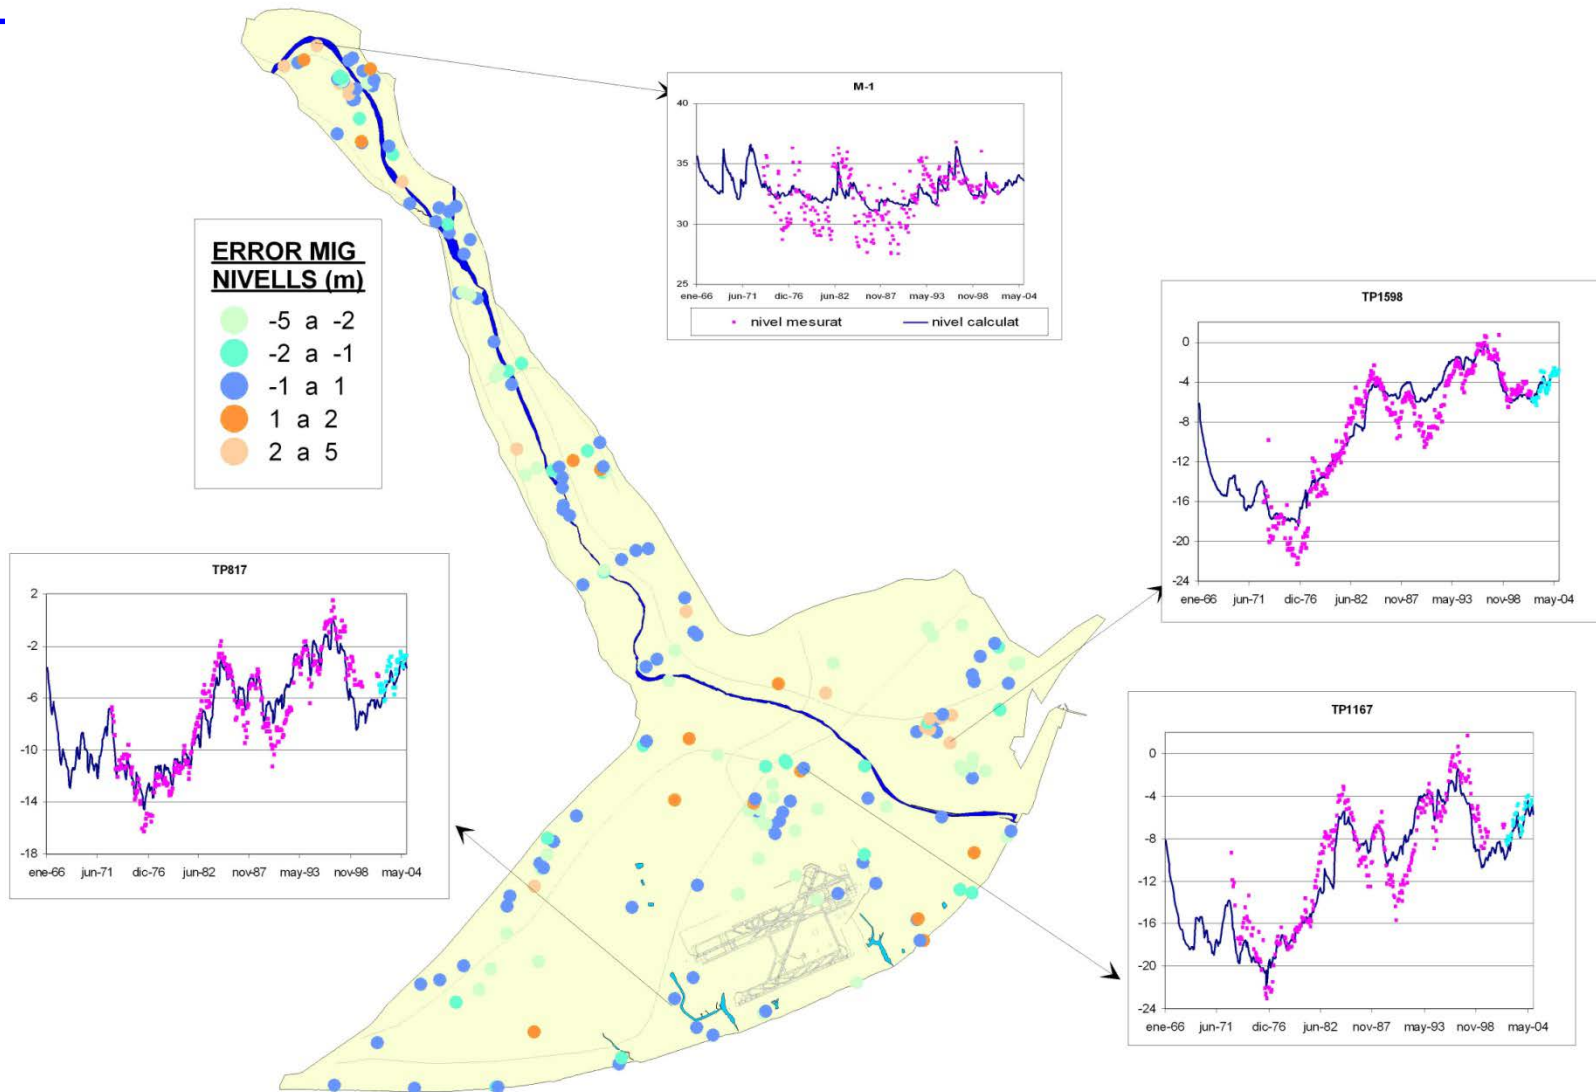 M-1
40
35
30
25
ene-66 jun-71 dic-76 jun-82 nov-87 may-93 nov-98 may-04
nivel mesurat nivel calculat
ERROR MIG
NIVELLS (m)
-5 a -2
-2 a -1
-1 a 1
1 a 2
2 a 5
TP1598
0
-4
-8
-12
-16
-20
-24
ene-66 jun-71 dic-76 jun-82 nov-87 may-93 nov-98 may-04
TP817
2
-2
-6
-10
-14
-18
ene-66 jun-71 dic-76 jun-82 nov-87 may-93 nov-98 may-04
TP1167
0
-4
-8
-12
-16
-20
-24
ene-66 jun-71 dic-76 jun-82 nov-87 may-93 nov-98 may-04